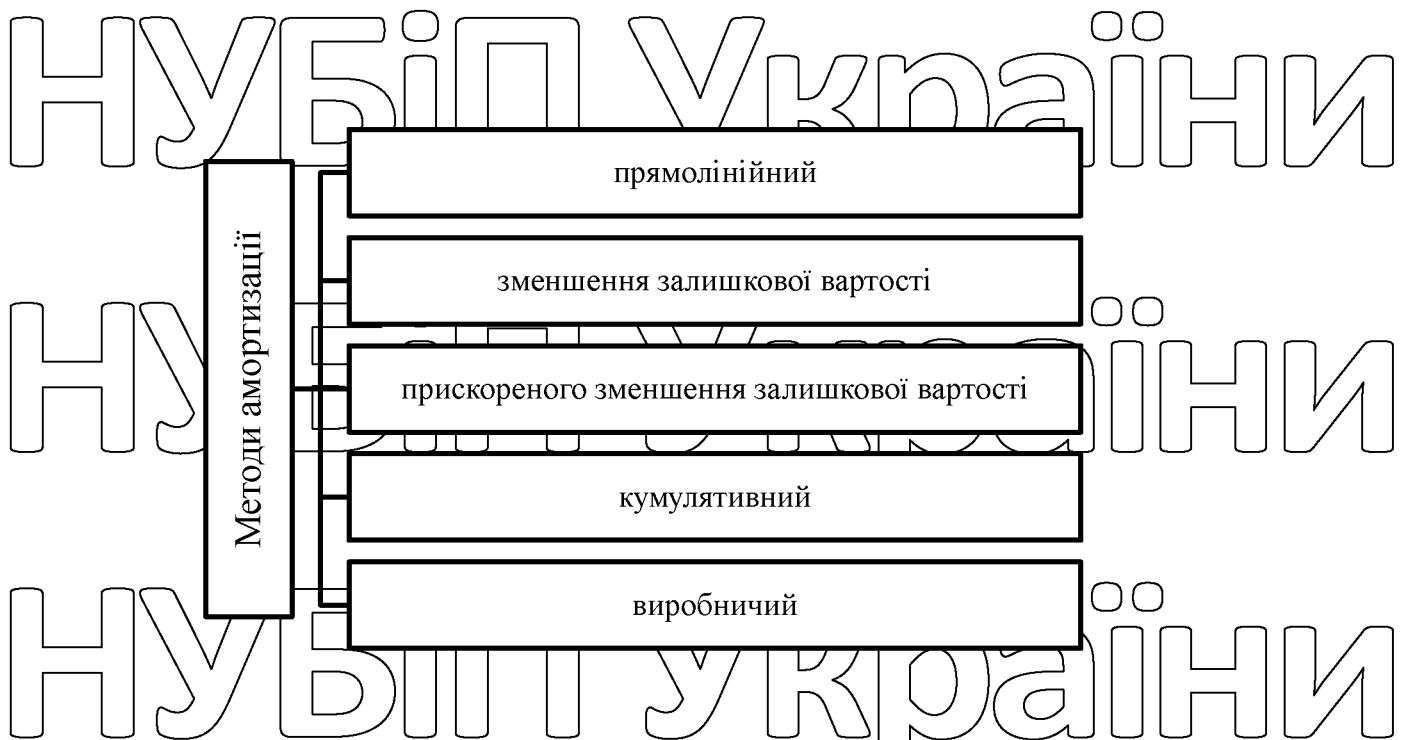 НУБіП України
Методи амортизації
прямолінійний
зменшення залишкової вартості
НУБіП України
прискореного зменшення залишкової вартості
кумулятивний
виробничий
НУБіП України